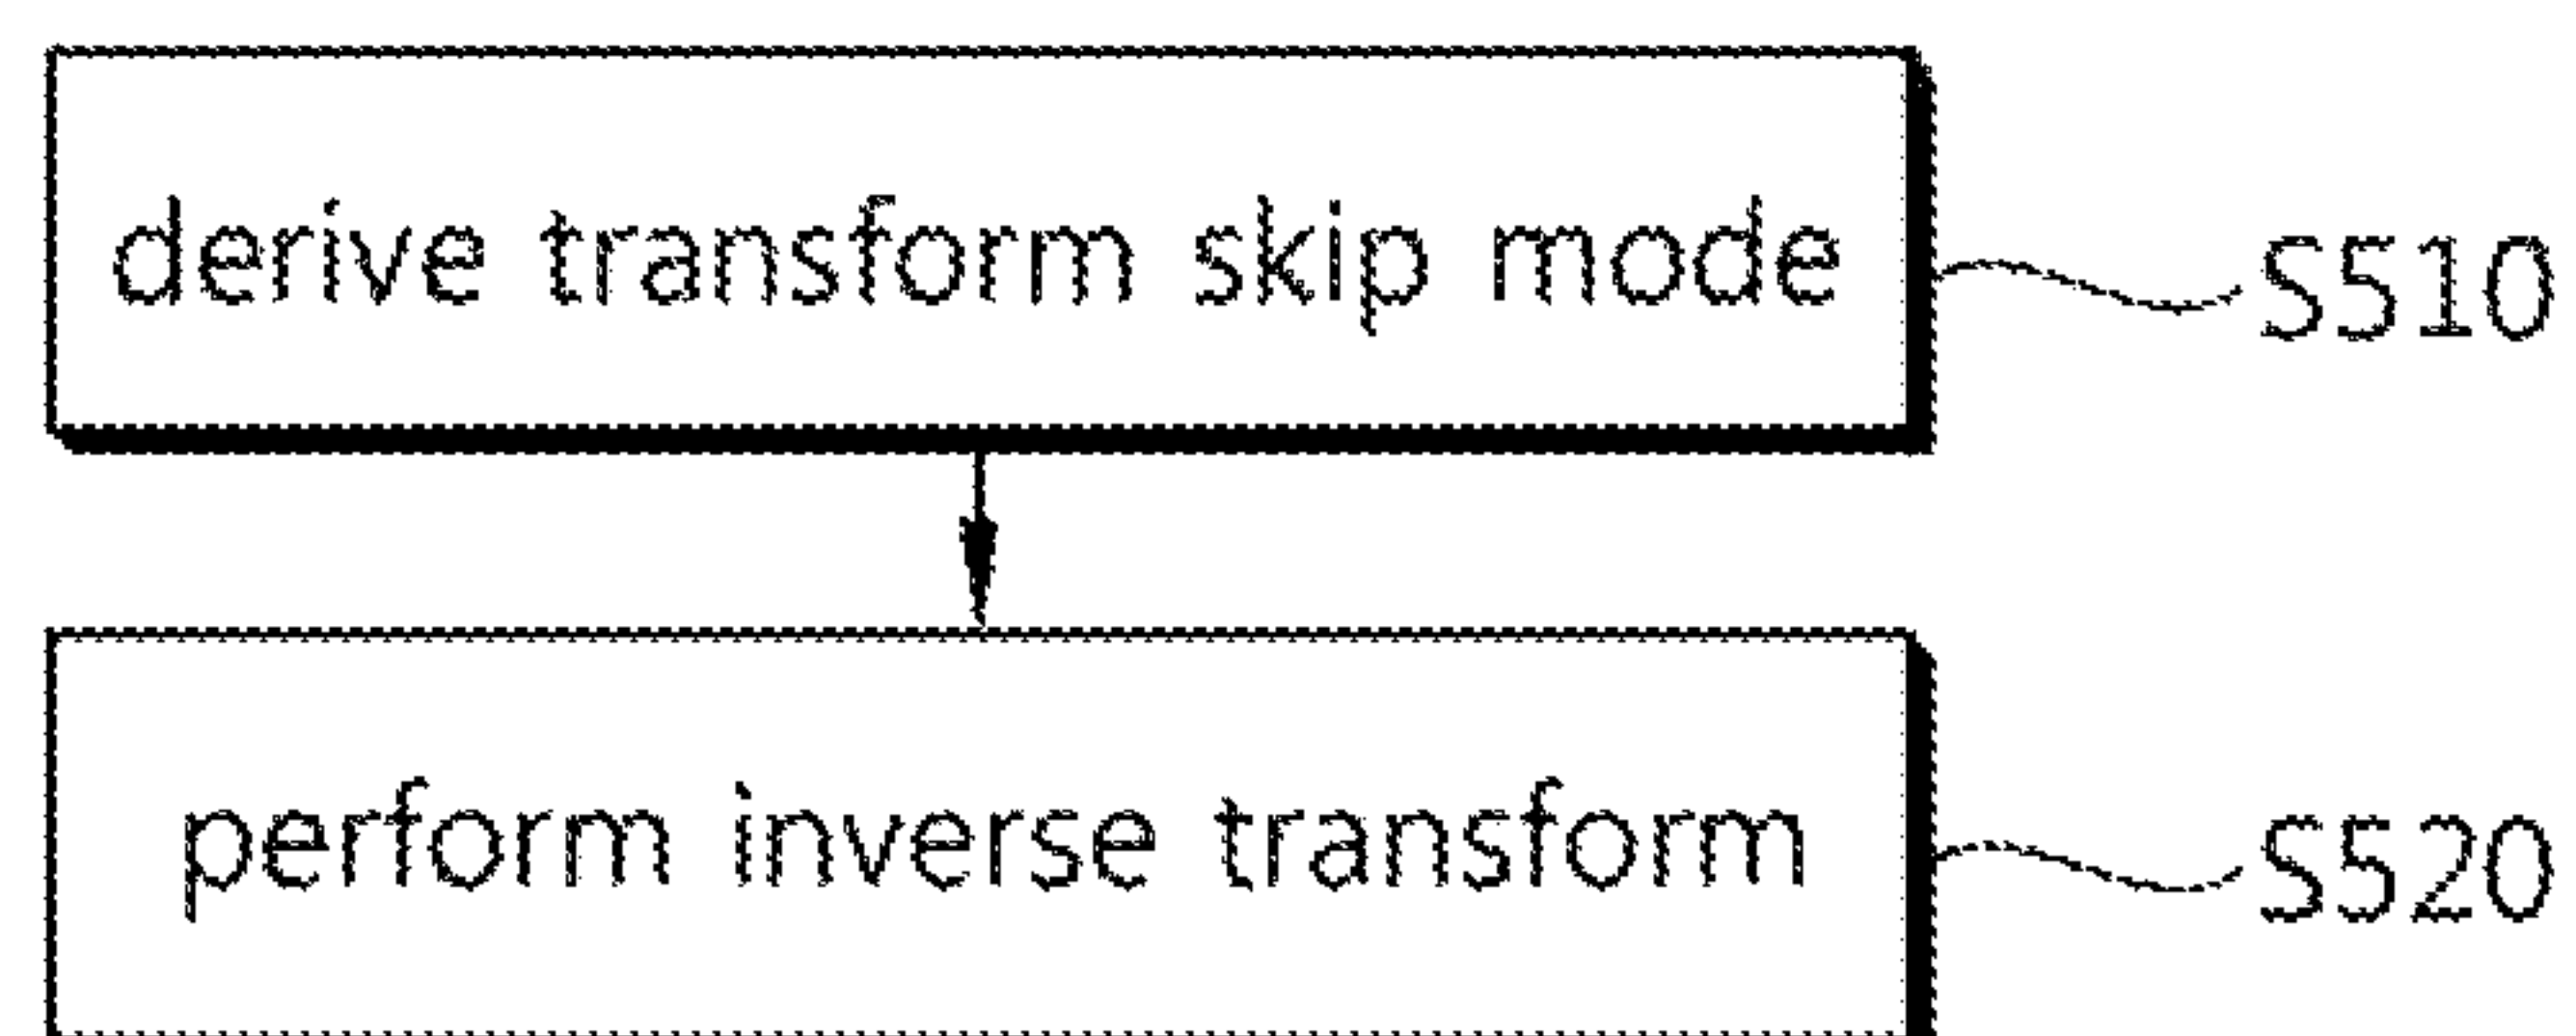 derive transform skip mode
S510
perform inverse transform
S520